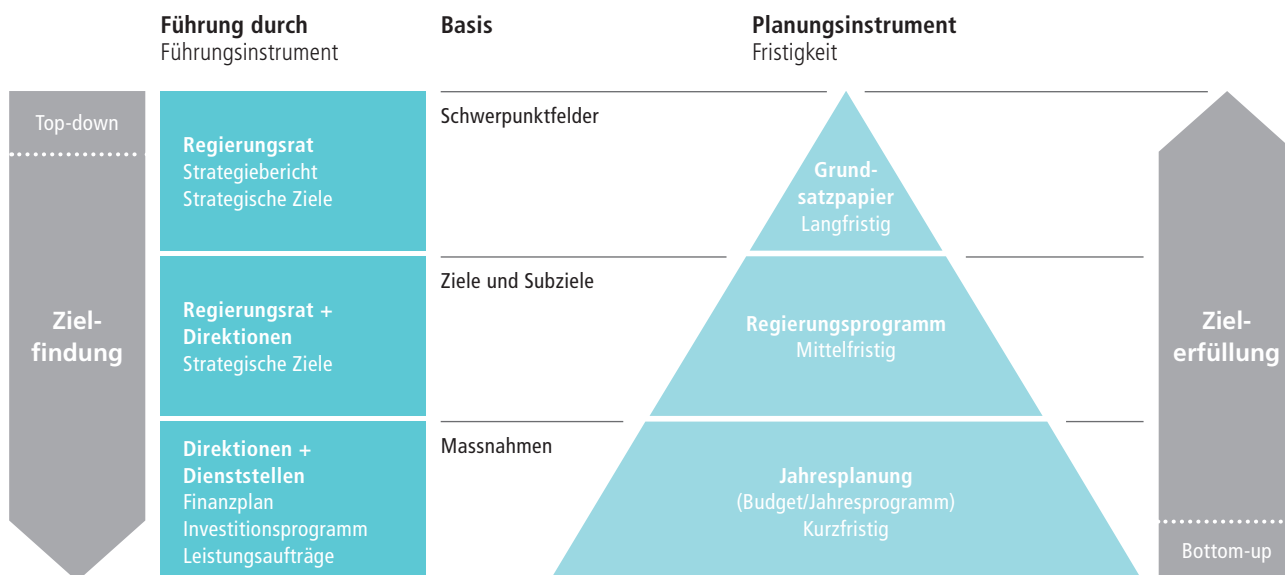 Führung durch
Führungsinstrument
Basis
Planungsinstrument
Fristigkeit
Top-down
Ziel-
findung
Regierungsrat
Strategiebericht
Strategische Ziele
Schwerpunktfelder
Grund-
satzpapier
Langfristig
Regierungsrat +
Direktionen
Strategische Ziele
Ziele und Subziele
Regierungsprogramm
Mittelfristig
Direktionen +
Dienststellen
Finanzplan
Investitionsprogramm
Leistungsaufträge
Massnahmen
Jahresplanung
(Budget/Jahresprogramm)
Kurzfristig
Ziel-
erfüllung
Bottom-up